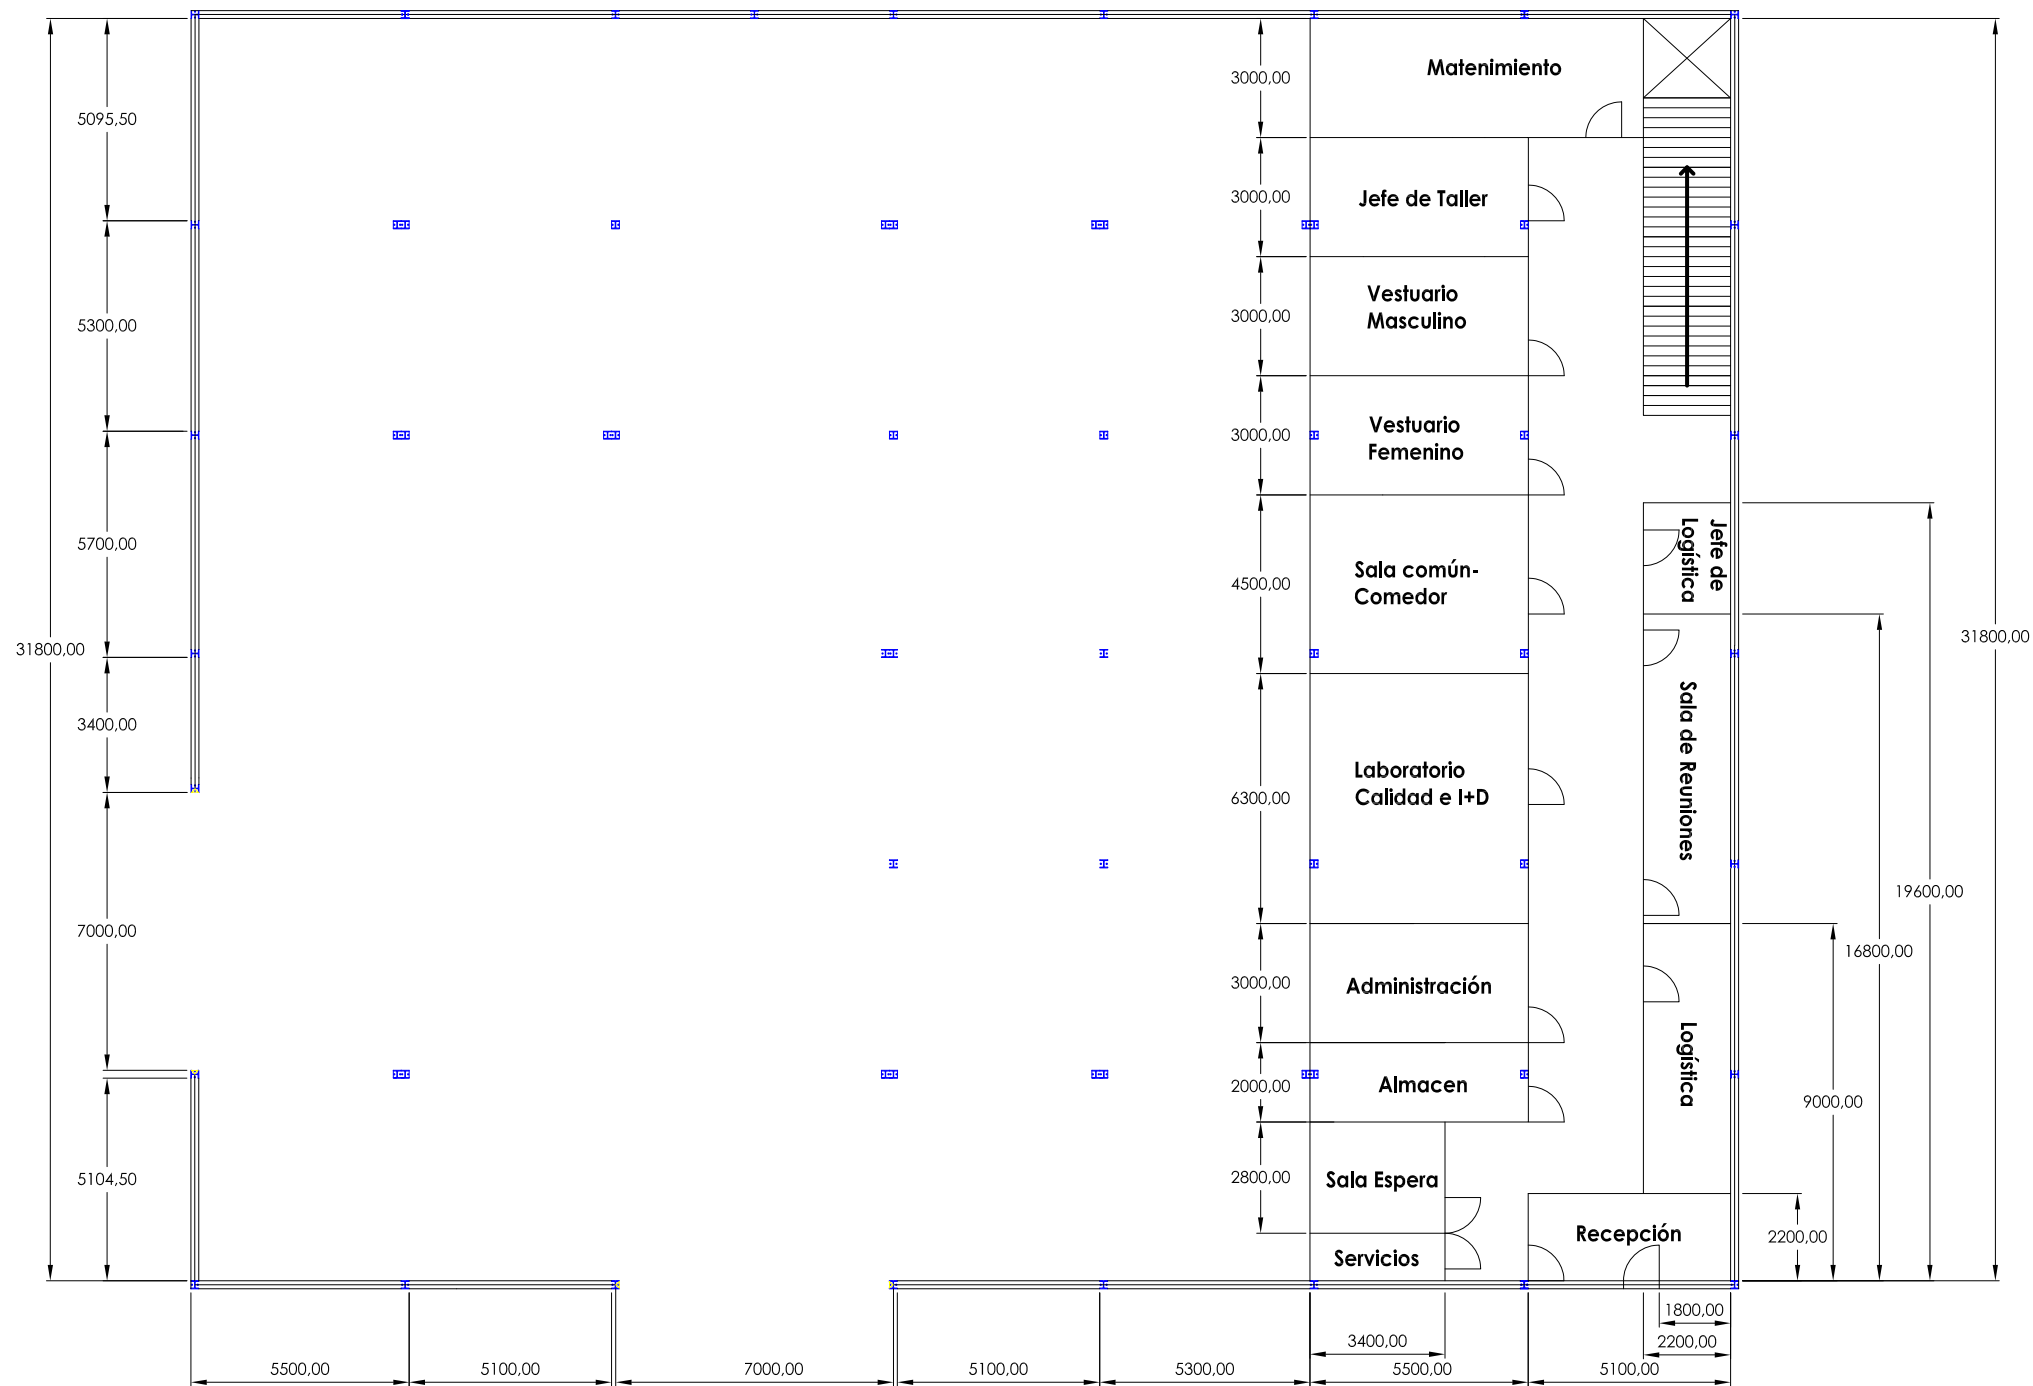 Matenimiento
3000,00
5095,50
Jefe de Taller
3000,00
Vestuario
Masculino
3000,00
5300,00
Vestuario
Femenino
3000,00
Jefe de
Logística
5700,00
Sala común-
Comedor
4500,00
31800,00
31800,00
3400,00
Sala de Reuniones
Laboratorio
Calidad e I+D
6300,00
19600,00
7000,00
16800,00
Administración
3000,00
Logística
Almacen
2000,00
9000,00
5104,50
Sala Espera
2800,00
Recepción
2200,00
Servicios
1800,00
3400,00
2200,00
5500,00
5100,00
7000,00
5100,00
5300,00
5500,00
5100,00